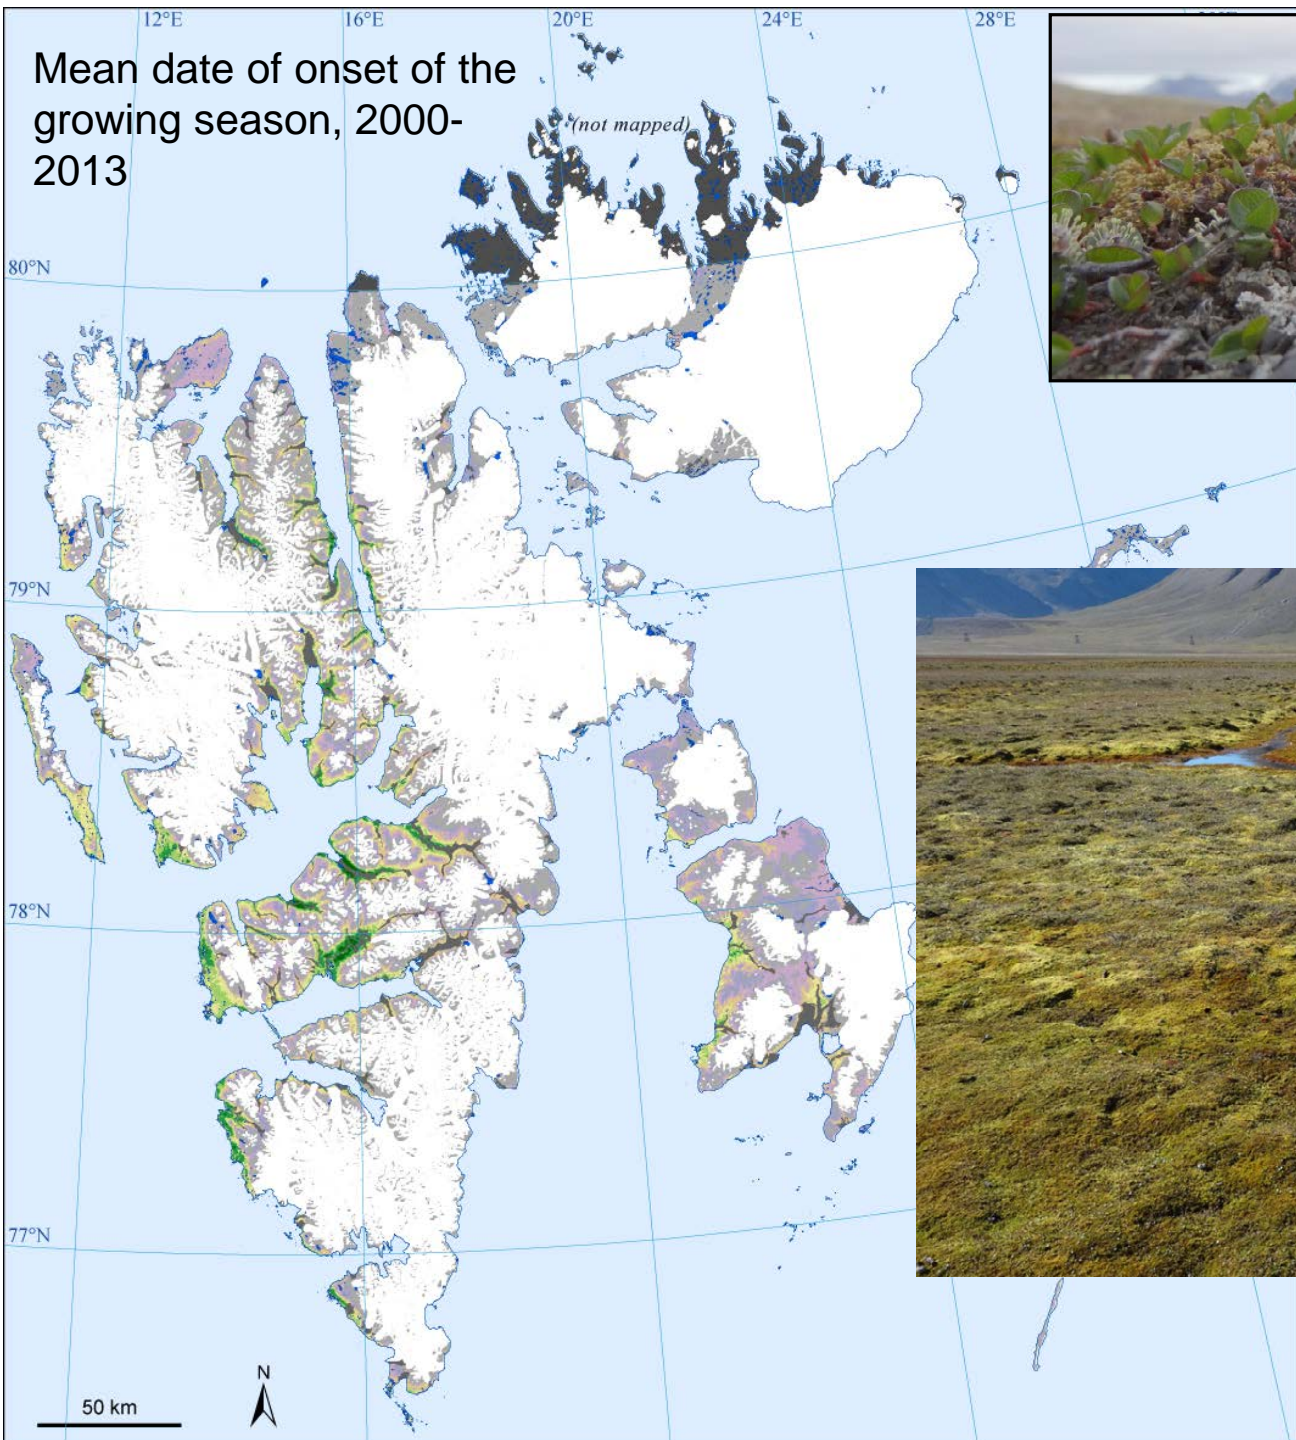 12°E
16°E
20°E
24°E
28°E
Mean date of onset of the
growing season, 2000-
2013
(not mapped)
80°N
79°N
78°N
77°N
N
50 km